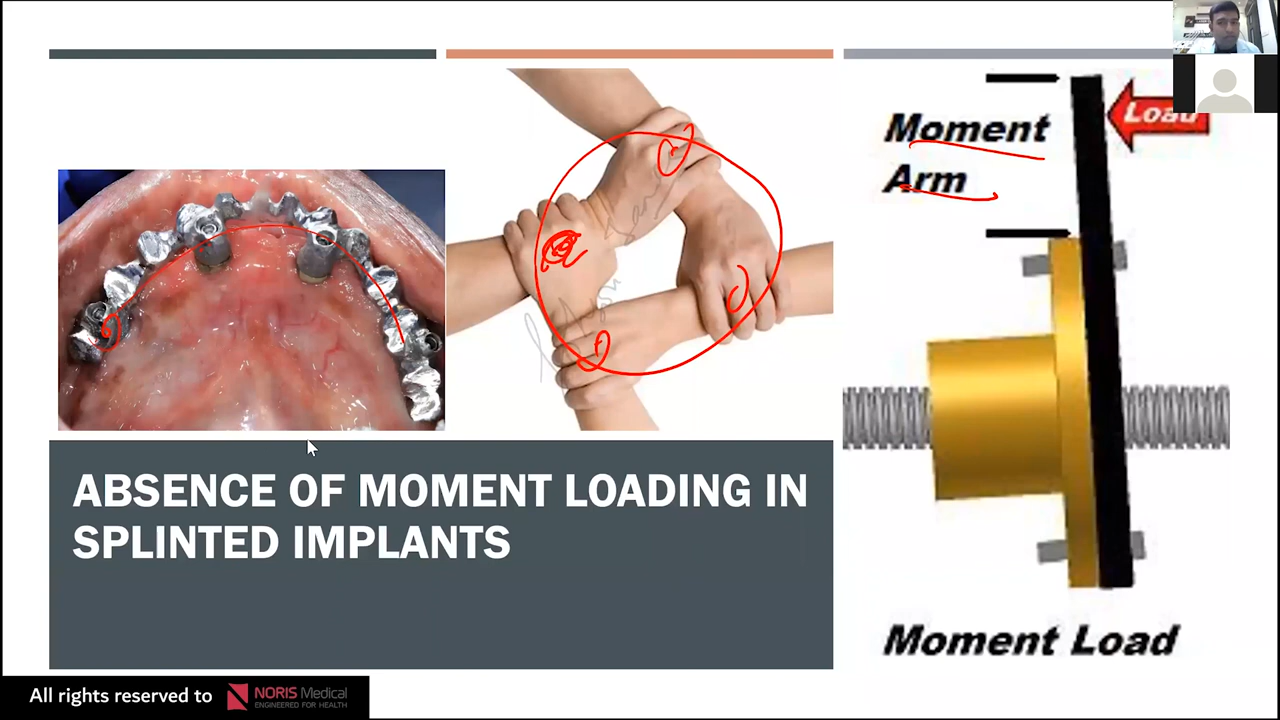 Load
Moment
Arm
ABSENCE OF MOMENT LOADING IN
SPLINTED IMPLANTS
Moment Load
All rights reserved to NORIS Medical
ENGINEERED FOR HEALTH